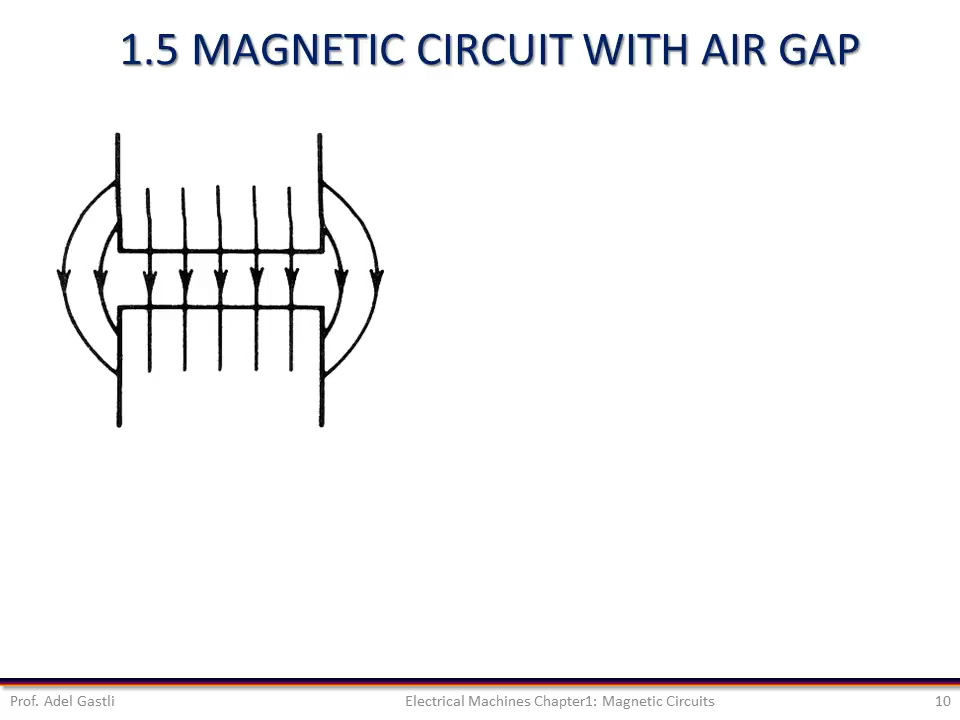 1.5 MAGNETIC CIRCUIT WITH AIR GAP
Prof. Adel Gastli
Electrical Machines Chapter1: Magnetic Circuits
10